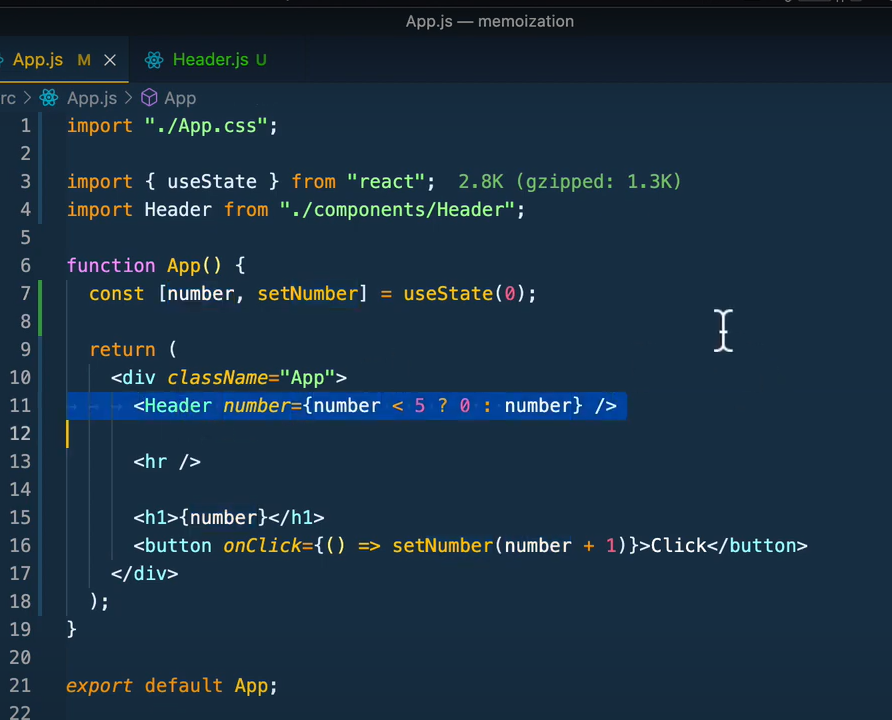 App.js — memoization
App.js M × Header.js U
rc > App.js > App
1 import "./App.css";
2
3 import { useState } from "react"; 2.8K (gzipped: 1.3K)
4 import Header from "./components/Header";
5
6 function App() {
7 const [number, setNumber] = useState(0);
8
9 return (
10 <div className="App">
11 <Header number={number < 5 ? 0 : number} />
12
13 <hr />
14
15 <h1>{number}</h1>
16 <button onClick={() => setNumber(number + 1)}>Click</button>
17 </div>
18 );
19 }
20
21 export default App;
22